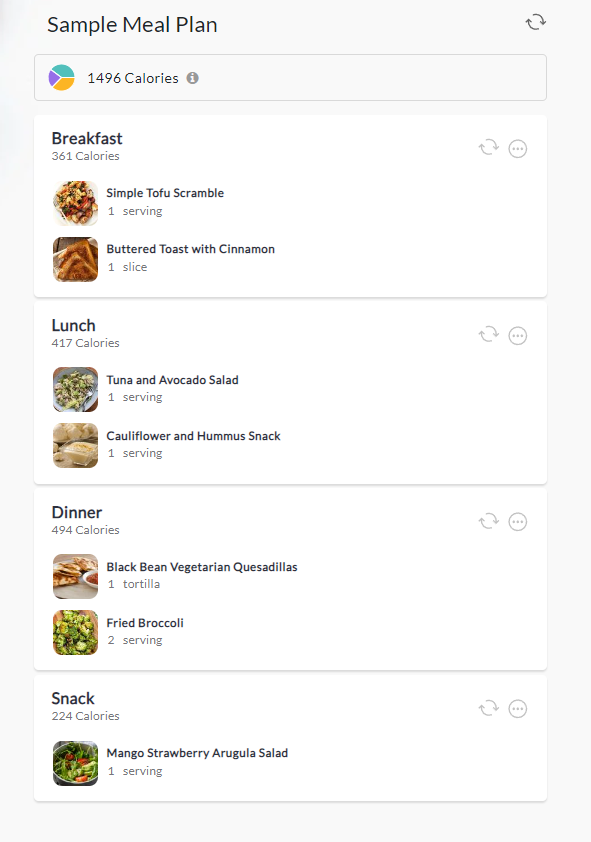 Sample Meal Plan
1496 Calories
Breakfast
361 Calories
Simple Tofu Scramble
1 serving
Buttered Toast with Cinnamon
1 slice
Lunch
417 Calories
Tuna and Avocado Salad
1 serving
Cauliflower and Hummus Snack
1 serving
Dinner
494 Calories
Black Bean Vegetarian Quesadillas
1 tortilla
Fried Broccoli
2 serving
Snack
224 Calories
Mango Strawberry Arugula Salad
1 serving